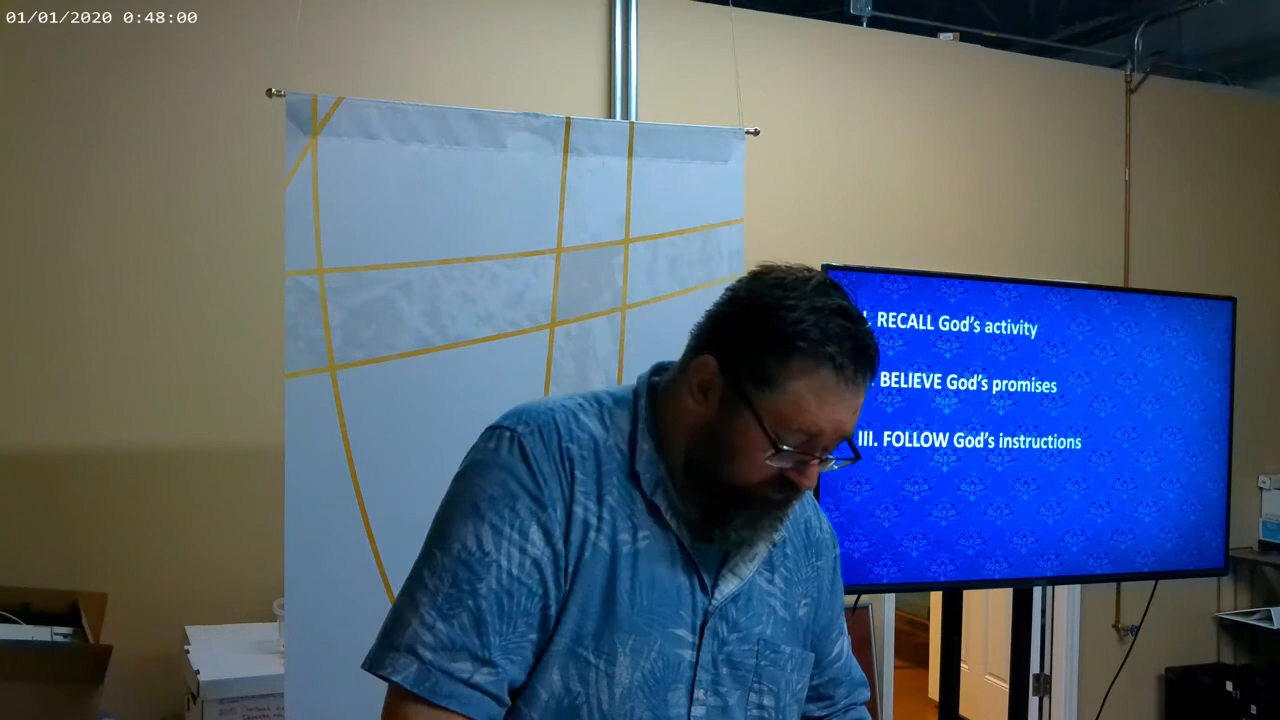 01/01/2020 0:48:00
I. RECALL God's activity
. BELIEVE God's promises
III. FOLLOW God's instructions